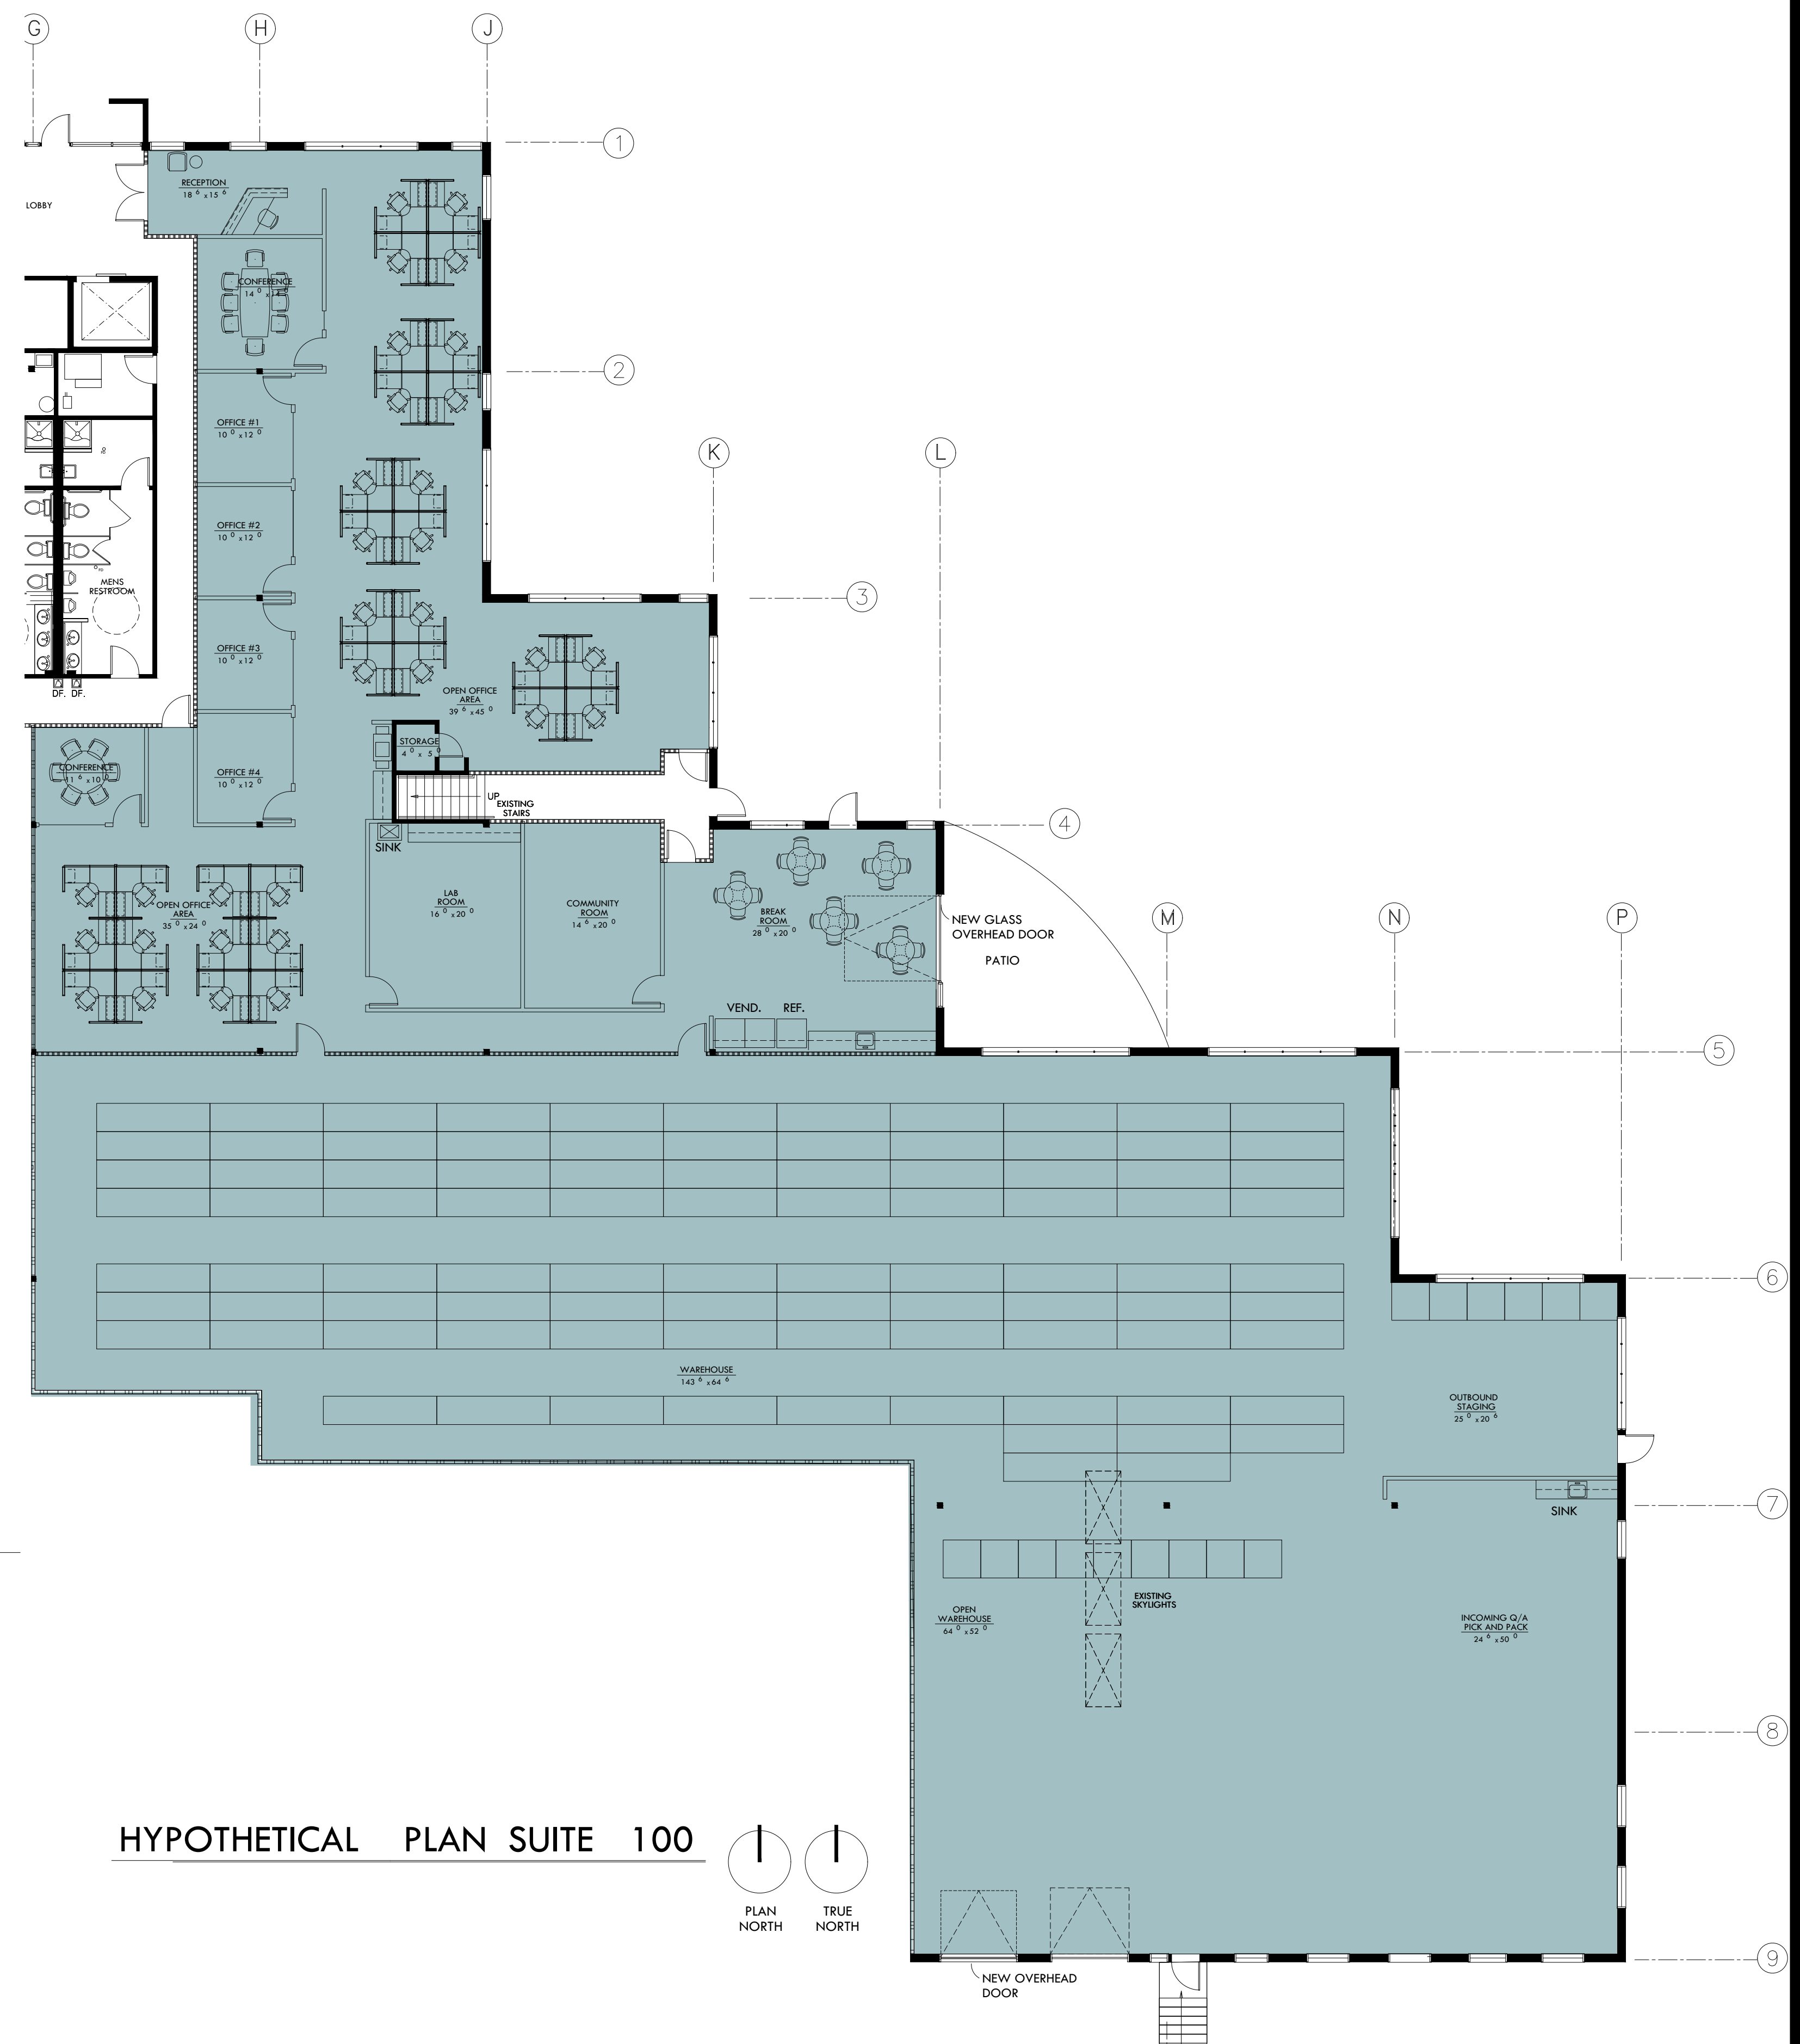 G
H
J
1
RECEPTION
18 6 x 15 6
LOBBY
CONFERENCE
2
OFFICE #1
10 0 x 12 0
K
L
OFFICE #2
10 0 x 12 0
MENS
RESTROOM
3
OFFICE #3
10 0 x 12 0
DF. DF.
OPEN OFFICE
AREA
39 6 x 45 0
STORAGE
4 0 x 5 0
CONFERENCE
11 6 x 10
OFFICE #4
10 0 x 12 0
UP
EXISTING
STAIRS
4
SINK
LAB
ROOM
16 0 x 20 0
COMMUNITY
ROOM
14 6 x 20 0
OPEN OFFICE
AREA
35 0 x 24 0
BREAK
ROOM
28 0 x 20 0
NEW GLASS
OVERHEAD DOOR
PATIO
M
N
P
VEND.
REF.
5
6
WAREHOUSE
143 6 x 64 6
OUTBOUND
STAGING
25 0 x 20 6
7
SINK
EXISTING
SKYLIGHTS
OPEN
WAREHOUSE
64 0 x 52 0
INCOMING Q/A
PICK AND PACK
24 6 x 50 0
8
HYPOTHETICAL PLAN SUITE 100
PLAN
NORTH
TRUE
NORTH
9
NEW OVERHEAD
DOOR